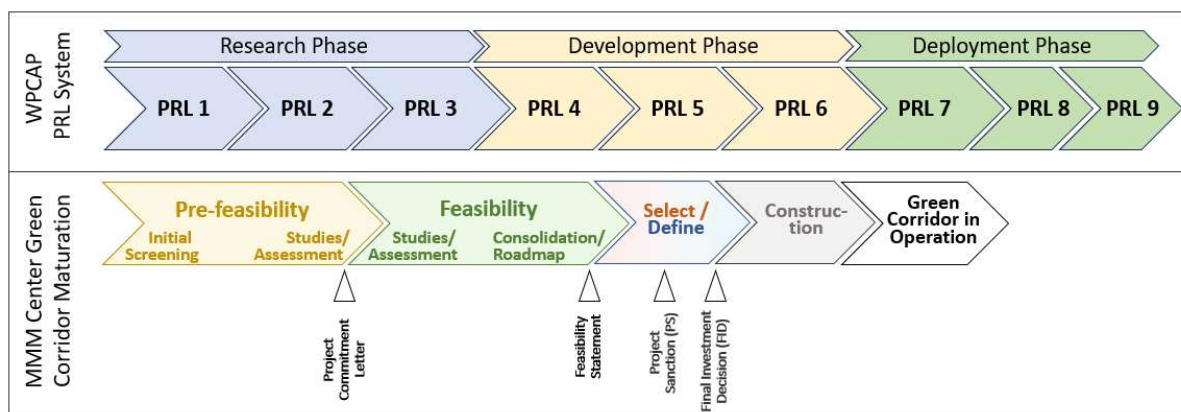 WPCAP
PRL System
Research Phase
Development Phase
Deployment Phase
PRL 1
PRL 2
PRL 3
PRL 4
PRL 5
PRL 6
PRL 7
PRL 8
PRL 9
MMM Center Green
Corridor Maturation
Pre-feasibility
Initial
Screening
Studies/
Assessment
Feasibility
Studies/
Assessment
Consolidation/
Roadmap
Select /
Define
Construc-
tion
Green
Corridor in
Operation
Project
Commitment
Letter
Feasibility
Statement
Project
Sanction (PS)
Final Investment
Decision (FID)